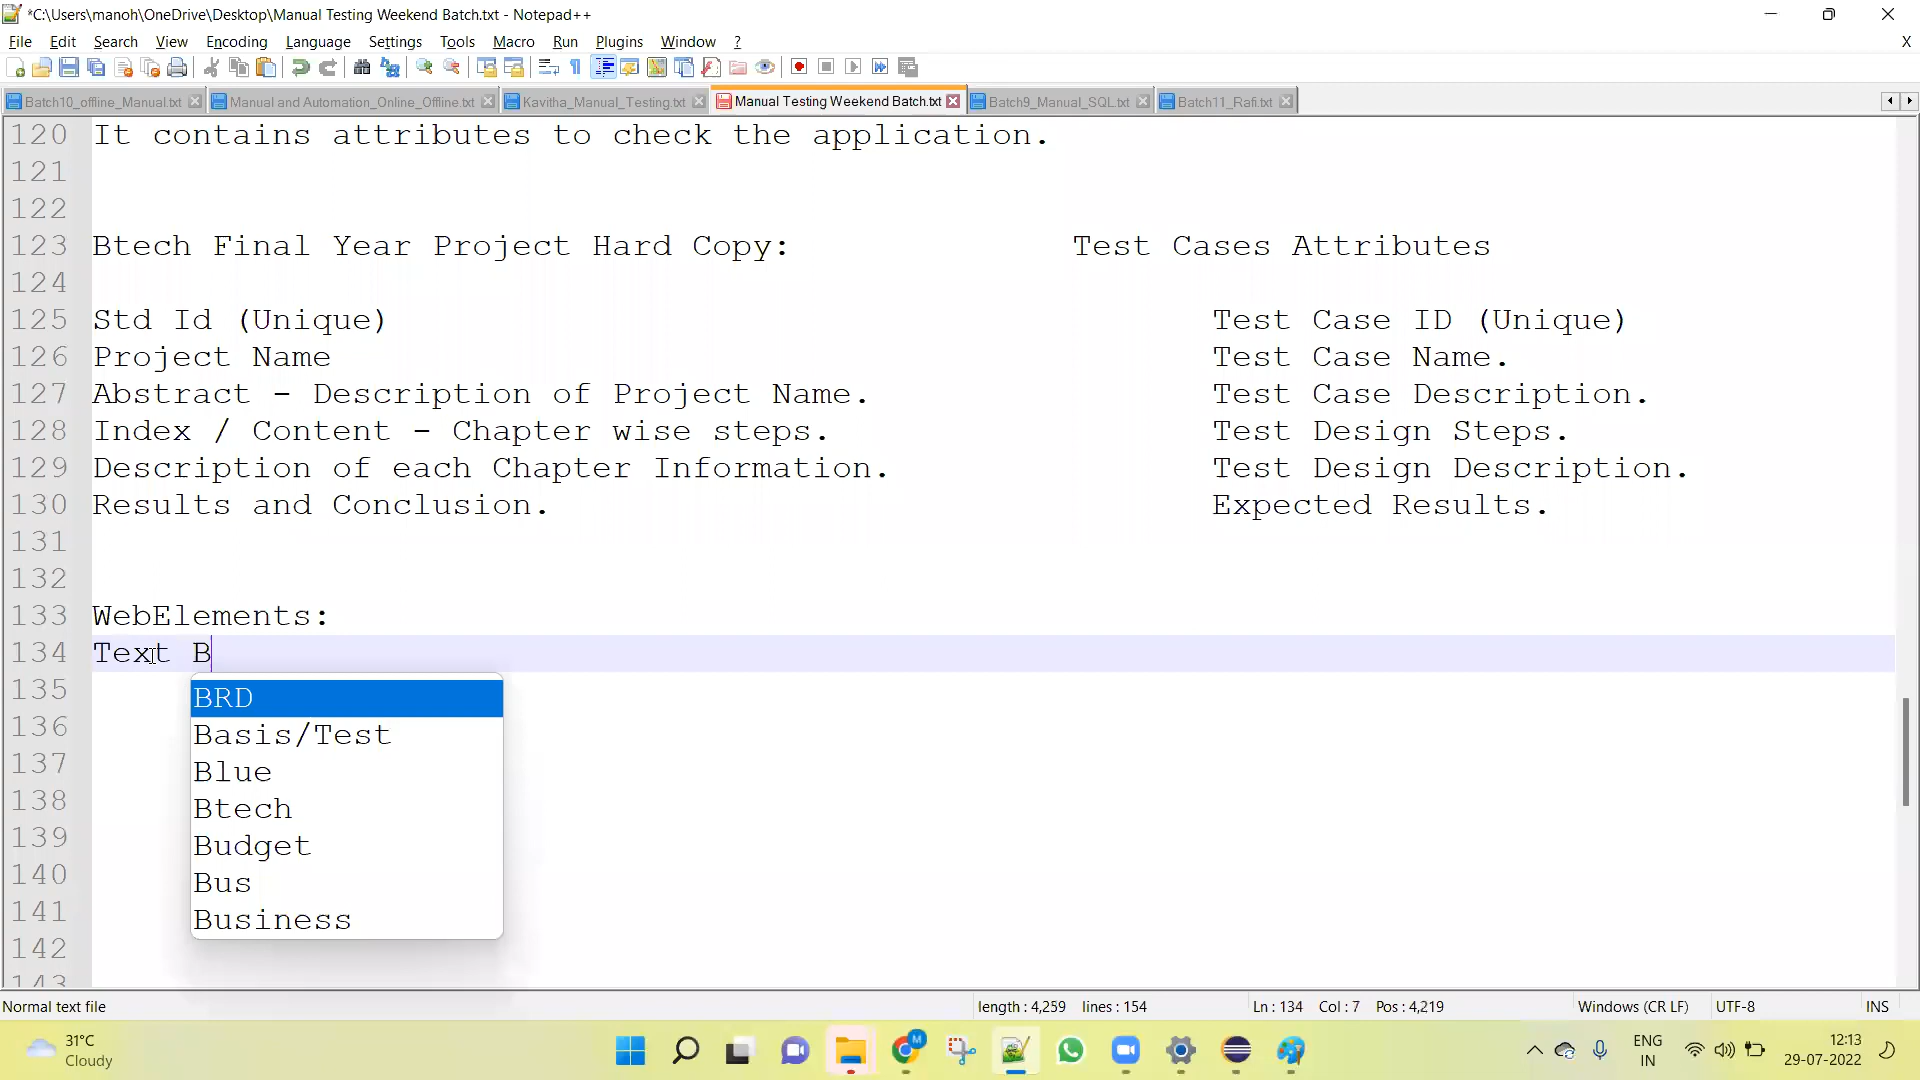 *C:\Users\manoh\OneDrive\Desktop\Manual Testing Weekend Batch.txt - Notepad++
File Edit Search View Encoding Language Settings Tools Macro Run Plugins Window ? X
Batch10_offline_Manual.txt Manual and Automation_Online_Offline.txt Kavitha_Manual_Testing.txt Manual Testing Weekend Batch.txt Batch9_Manual_SQL.txt Batch11_Rafi.txt
120 It contains attributes to check the application.
121
122
123 Btech Final Year Project Hard Copy: Test Cases Attributes
124
125 Std Id (Unique) Test Case ID (Unique)
126 Project Name Test Case Name.
127 Abstract - Description of Project Name. Test Case Description.
128 Index / Content - Chapter wise steps. Test Design Steps.
129 Description of each Chapter Information. Test Design Description.
130 Results and Conclusion. Expected Results.
131
132
133 WebElements:
134 Text B
135 BRD
136 Basis/Test
137 Blue
138 Btech
139 Budget
140 Bus
141 Business
142
143
Normal text file length : 4,259 lines : 154 Ln : 134 Col : 7 Pos : 4,219 Windows (CR LF) UTF-8 INS
31°C
Cloudy
ENG
IN
12:13
29-07-2022